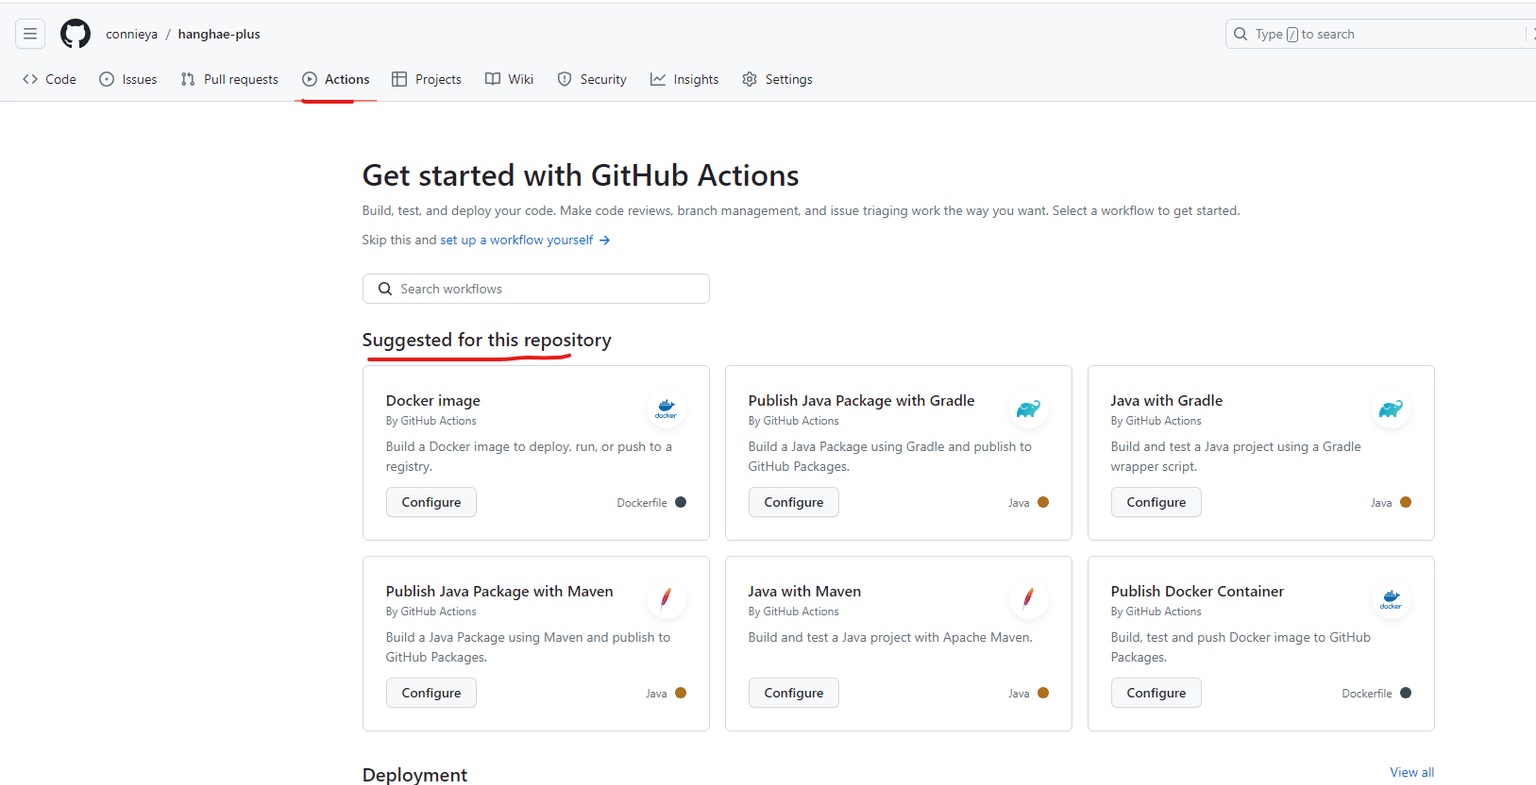 connieya / hanghae-plus
Type / to search
Code Issues Pull requests Actions Projects Wiki Security Insights Settings
Get started with GitHub Actions
Build, test, and deploy your code. Make code reviews, branch management, and issue triaging work the way you want. Select a workflow to get started.
Skip this and set up a workflow yourself →
Search workflows
Suggested for this repository
Docker image
By GitHub Actions
docker
Build a Docker image to deploy, run, or push to a
registry.
Configure
Dockerfile
Publish Java Package with Gradle
By GitHub Actions
Build a Java Package using Gradle and publish to
GitHub Packages.
Configure
Java
Java with Gradle
By GitHub Actions
Build and test a Java project using a Gradle
wrapper script.
Configure
Java
Publish Java Package with Maven
By GitHub Actions
Build a Java Package using Maven and publish to
GitHub Packages.
Configure
Java
Java with Maven
By GitHub Actions
Build and test a Java project with Apache Maven.
Configure
Java
Publish Docker Container
By GitHub Actions
docker
Build, test and push Docker image to GitHub
Packages.
Configure
Dockerfile
Deployment
View all